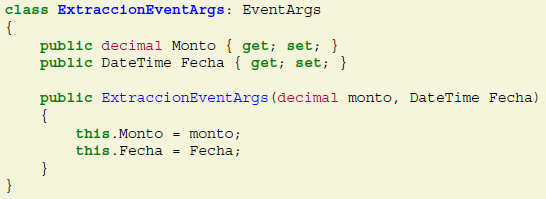 class ExtraccionEventArgs: EventArgs
{
    public decimal Monto { get; set; }
    public DateTime Fecha { get; set; }

    public ExtraccionEventArgs(decimal monto, DateTime Fecha)
    {
        this.Monto = monto;
        this.Fecha = Fecha;
    }
}